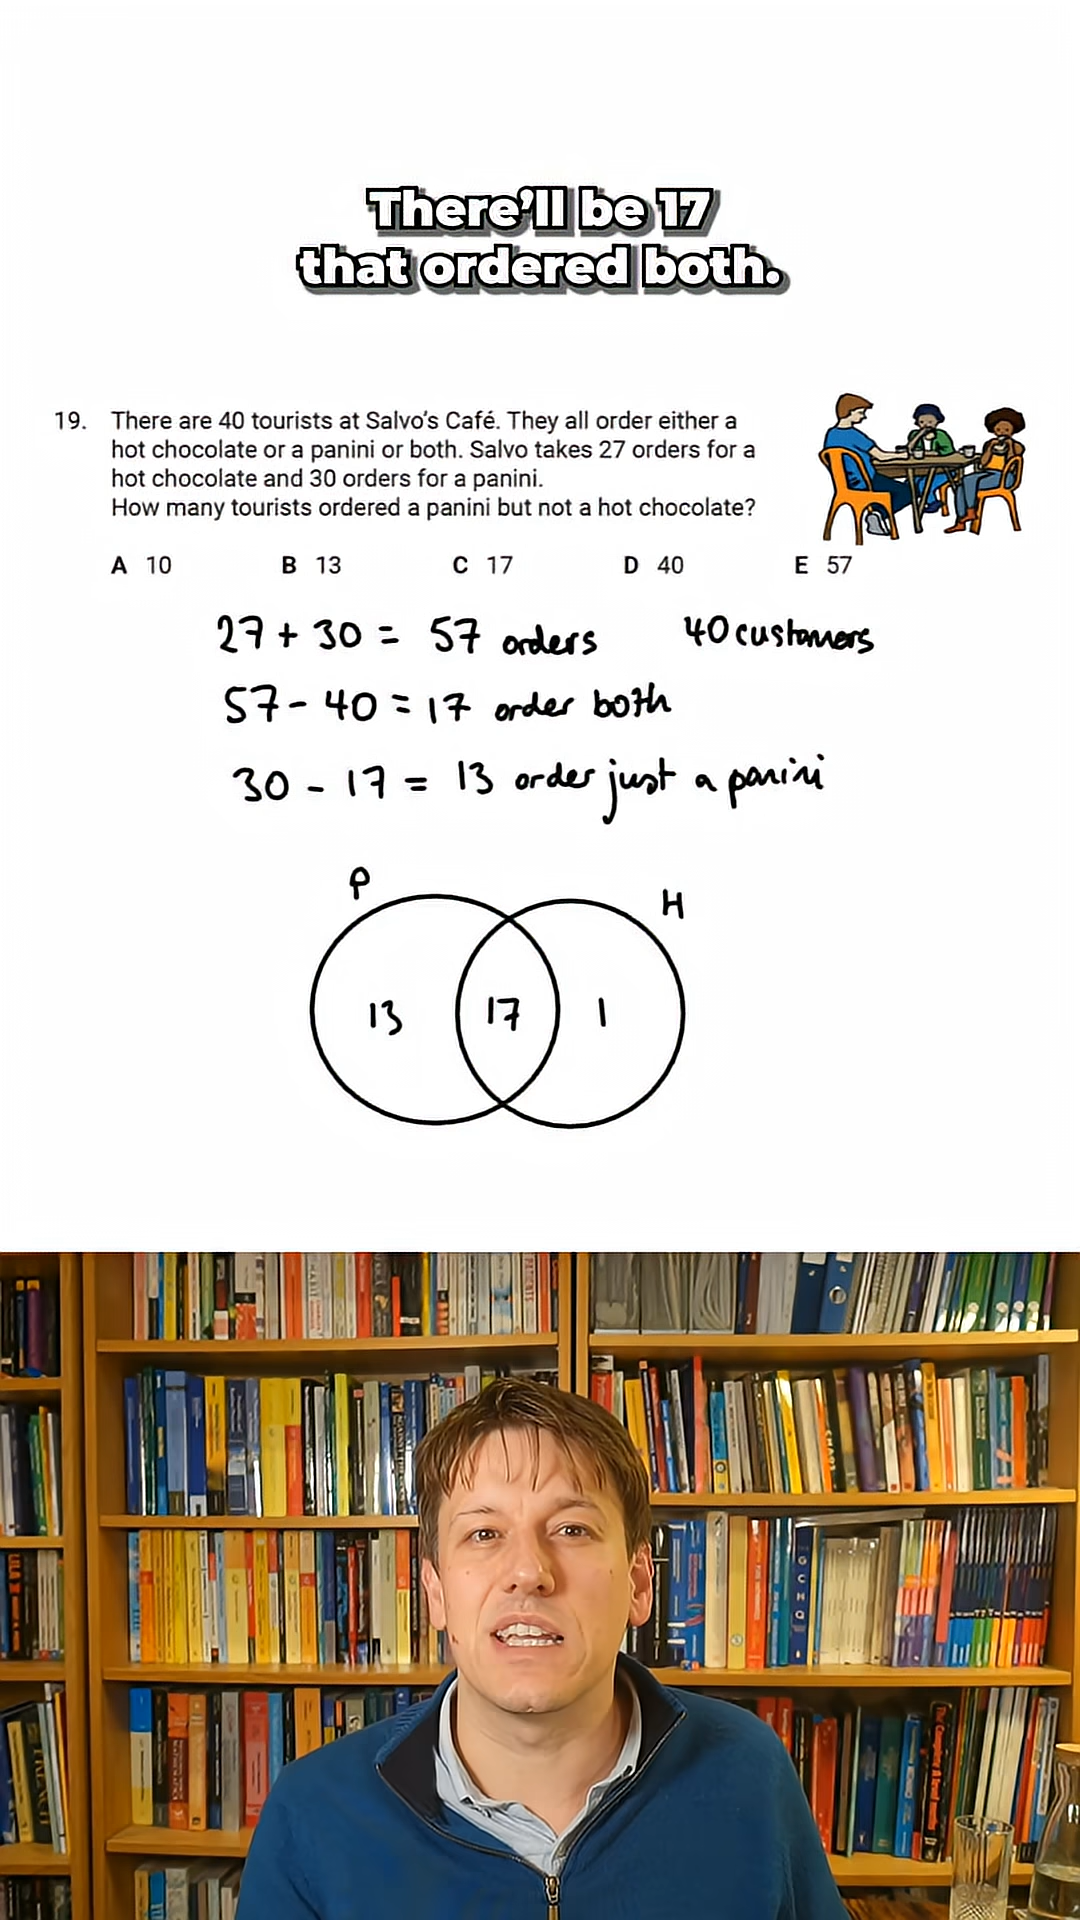 There'll be 17
that ordered both.
19. There are 40 tourists at Salvo's Café. They all order either a
hot chocolate or a panini or both. Salvo takes 27 orders for a
hot chocolate and 30 orders for a panini.
How many tourists ordered a panini but not a hot chocolate?
A 10 B 13 C 17 D 40 E 57
27 + 30 = 57 orders 40 customers
57 - 40 = 17 order both
30 - 17 = 13 order just a panini
P
H
13 17 1